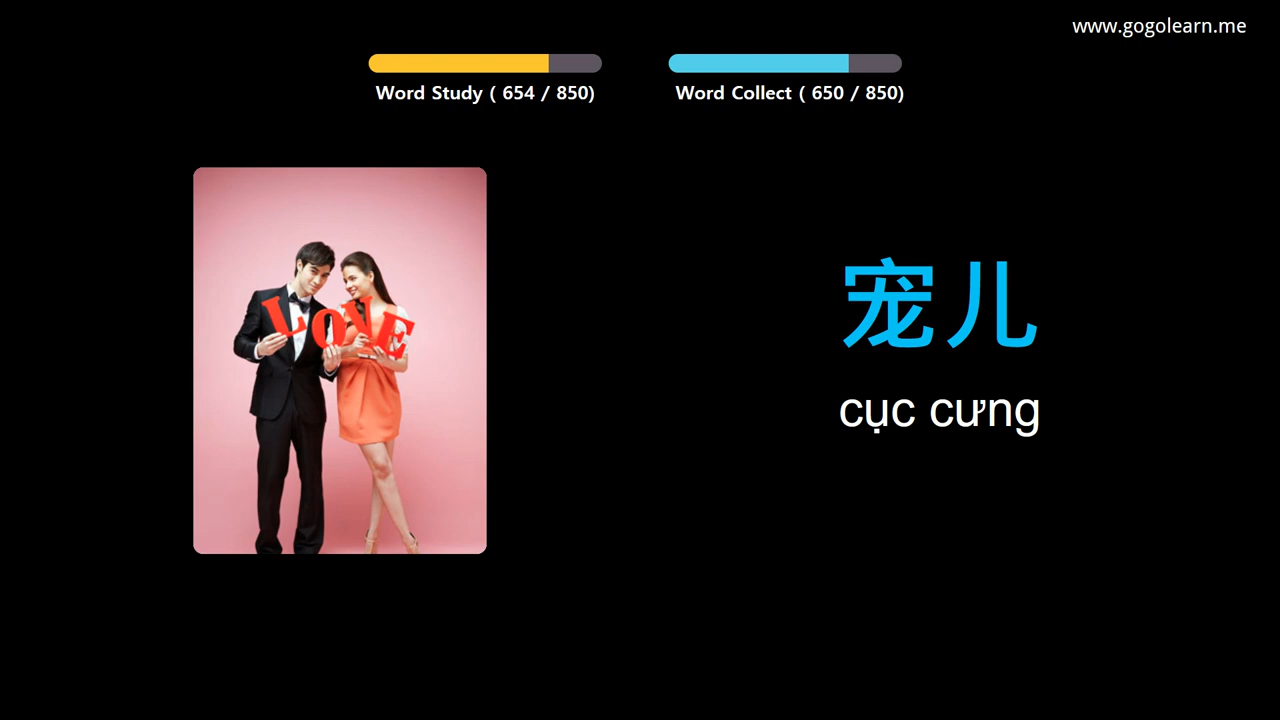 www.gogolearn.me
Word Study ( 654 / 850)
Word Collect ( 650 / 850)
LOVE
宠儿
cục cưng